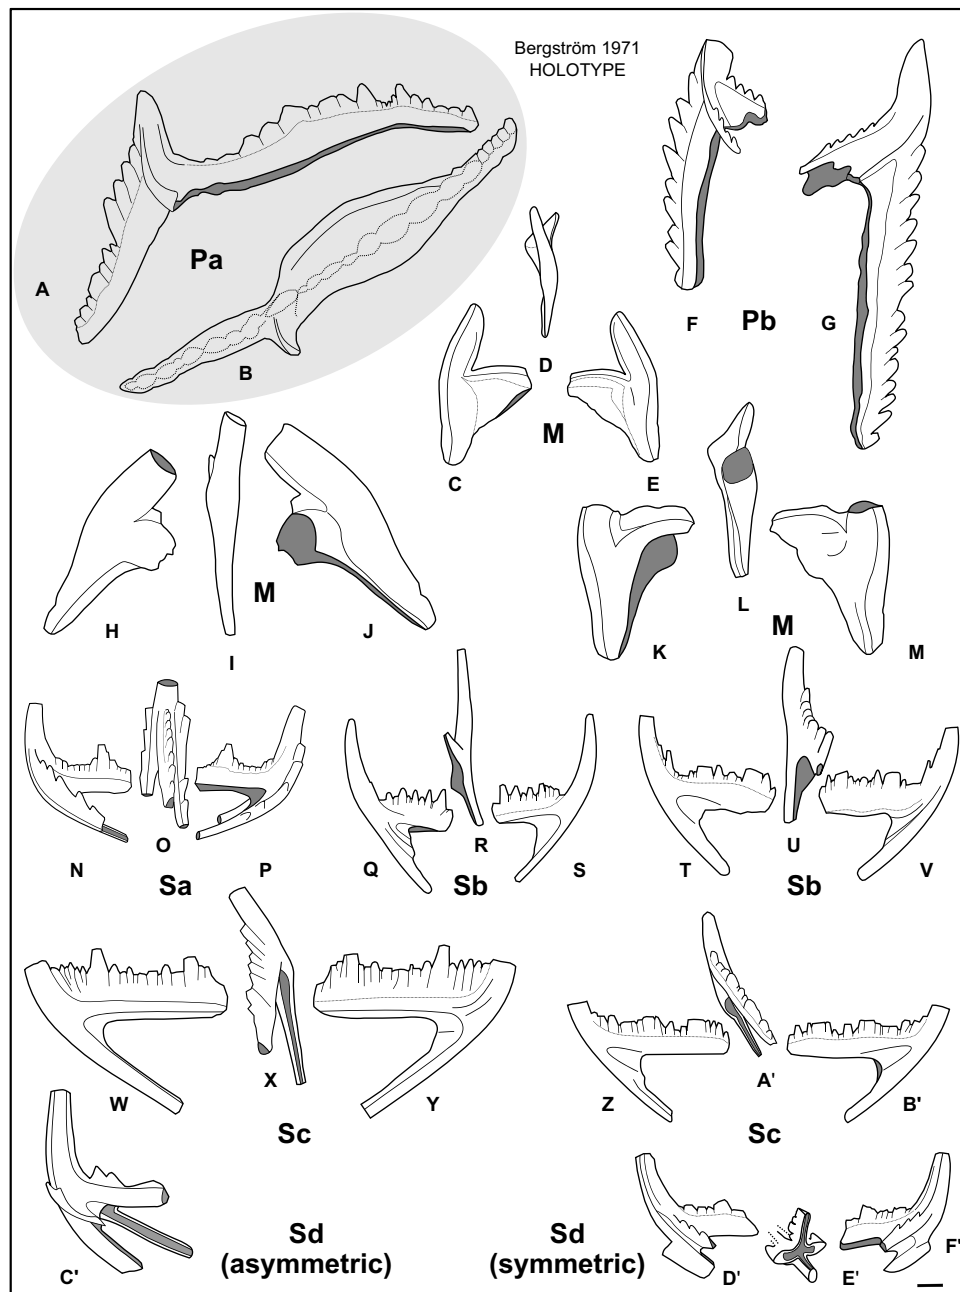 Bergström 1971
HOLOTYPE
A
Pa
B
F
Pb
G
D
C
M
E
H
I
M
J
K
L
M
M
N
O
P
Sa
Q
R
S
Sb
T
U
V
Sb
W
X
Y
Sc
Z
A'
B'
Sc
C'
Sd
(asymmetric)
Sd
(symmetric)
D'
E'
F'